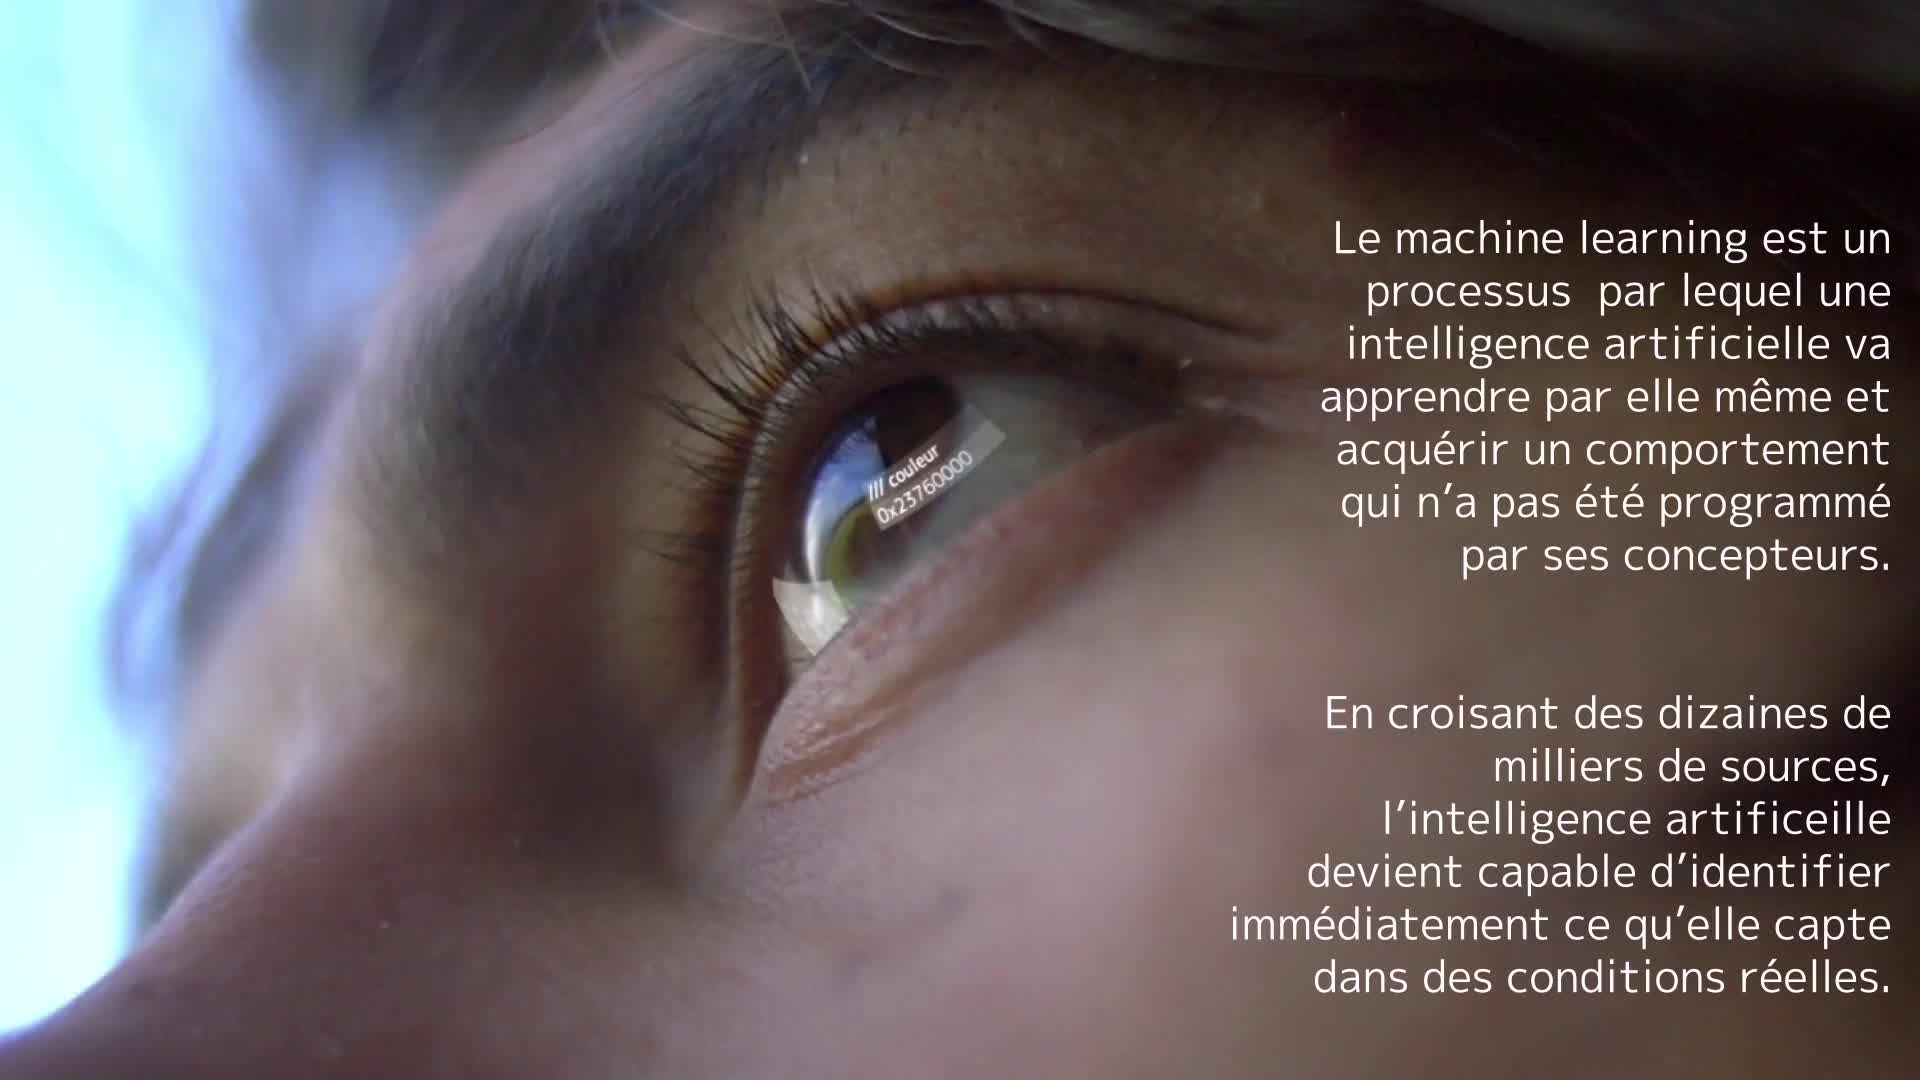 Le machine learning est un
processus  par lequel une
intelligence artificielle va
apprendre par elle même et
acquérir un comportement
qui n’a pas été programmé
par ses concepteurs.
/// couleur
0x23760000
En croisant des dizaines de
milliers de sources,
l’intelligence artificeille
devient capable d’identifier
immédiatement ce qu’elle capte
dans des conditions réelles.